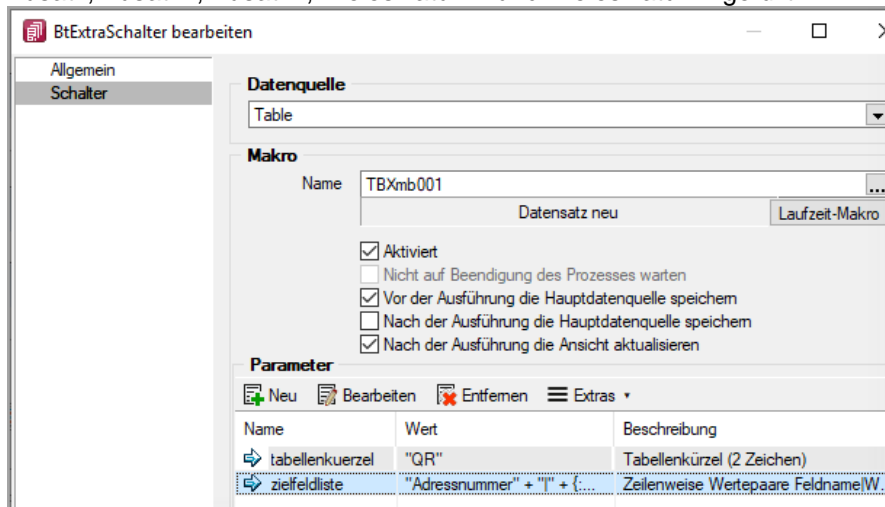 BtExtraSchalter bearbeiten
Allgemein
Schalter
Datenquelle
Table
Makro
Name TBXmb001 ...
Datensatz neu Laufzeit-Makro
Aktiviert
Nicht auf Beendigung des Prozesses warten
Vor der Ausführung die Hauptdatenquelle speichern
Nach der Ausführung die Hauptdatenquelle speichern
Nach der Ausführung die Ansicht aktualisieren
Parameter
Neu Bearbeiten Entfernen Extras
Name Wert Beschreibung
tabellenkuerzel "QR" Tabellenkürzel (2 Zeichen)
zielfeldliste "Adressnummer" + "|" + {:... Zeilenweise Wertepaare Feldname|W...